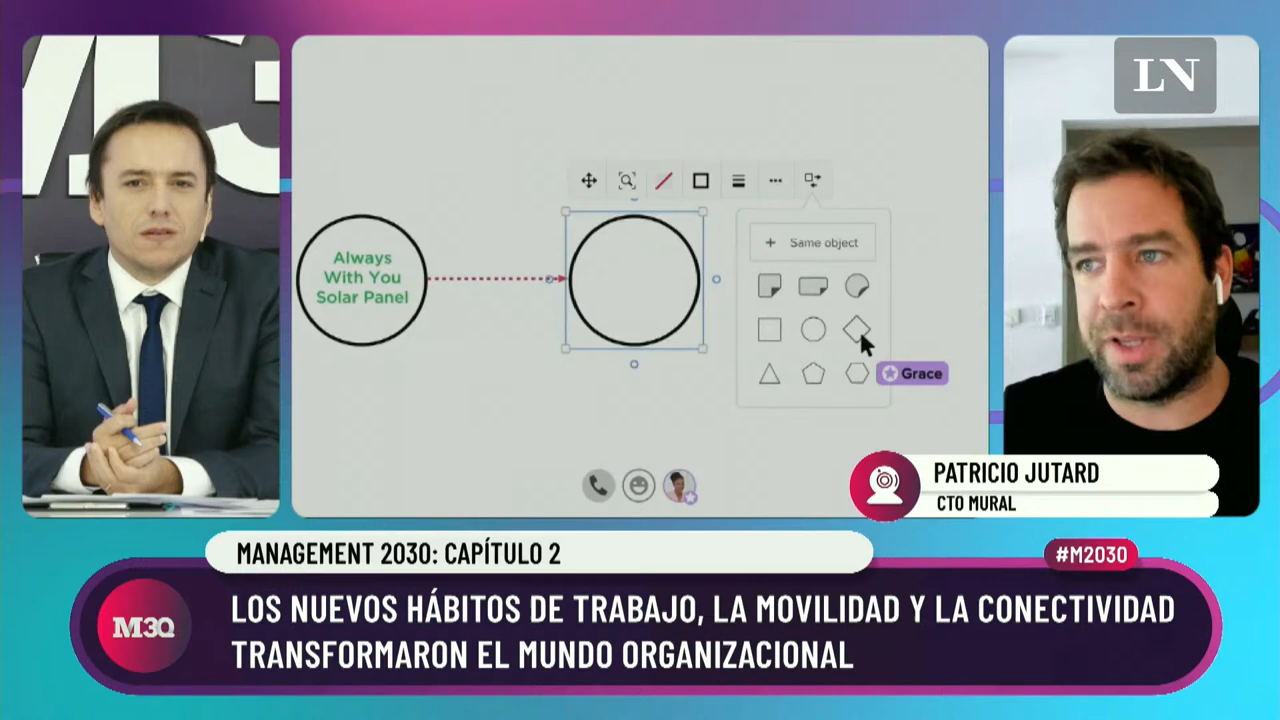 LN
Always
With You
Solar Panel
+ Same object
Grace
PATRICIO JUTARD
CTO MURAL
MANAGEMENT 2030: CAPÍTULO 2
#M2030
M3Q
LOS NUEVOS HÁBITOS DE TRABAJO, LA MOVILIDAD Y LA CONECTIVIDAD
TRANSFORMARON EL MUNDO ORGANIZACIONAL